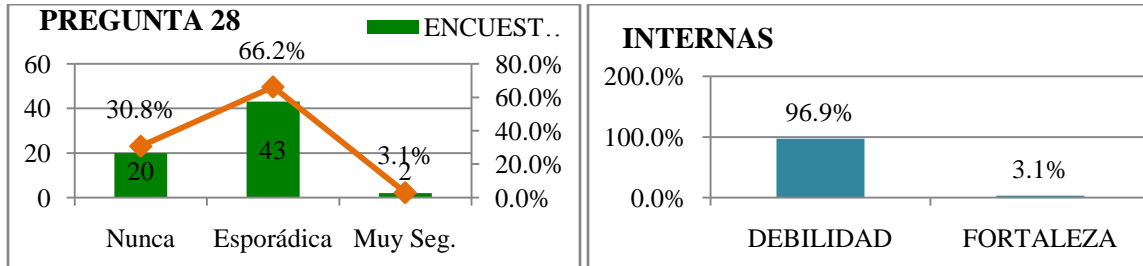 PREGUNTA 28
ENCUEST..
66.2%
60
80.0%
30.8%
60.0%
40
40.0%
43
20
3.1%
20
2
20.0%
0
0.0%
Nunca
Esporádica
Muy Seg.
INTERNAS
200.0%
96.9%
100.0%
3.1%
0.0%
DEBILIDAD
FORTALEZA